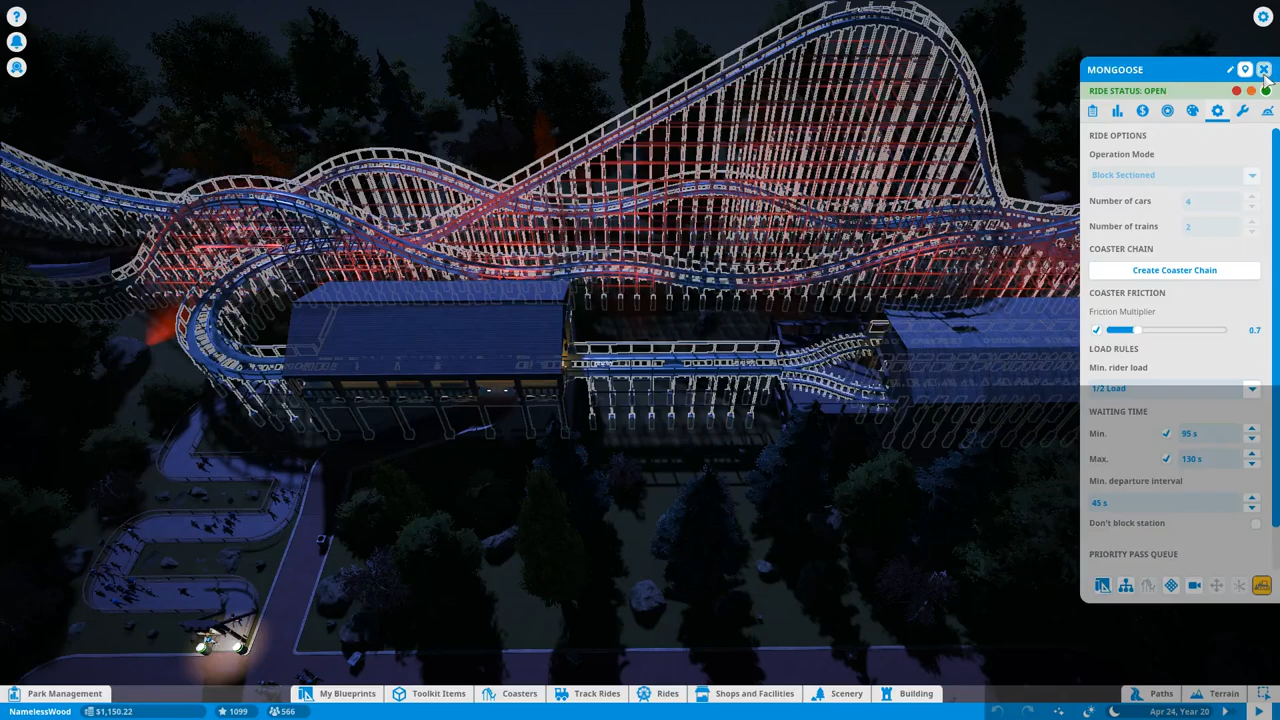 MONGOOSE
RIDE STATUS: OPEN
RIDE OPTIONS
Operation Mode
Block Sectioned
Number of cars 4
Number of trains 2
COASTER CHAIN
Create Coaster Chain
COASTER FRICTION
Friction Multiplier
0.7
LOAD RULES
Min. rider load
1/2 Load
WAITING TIME
Min. 95 s
Max. 130 s
Min. departure interval
45 s
Don't block station
PRIORITY PASS QUEUE
Park Management My Blueprints Toolkit Items Coasters Track Rides Rides Shops and Facilities Scenery Building Paths Terrain
NamelessWood $1,150.22 1099 566 Apr 24, Year 20